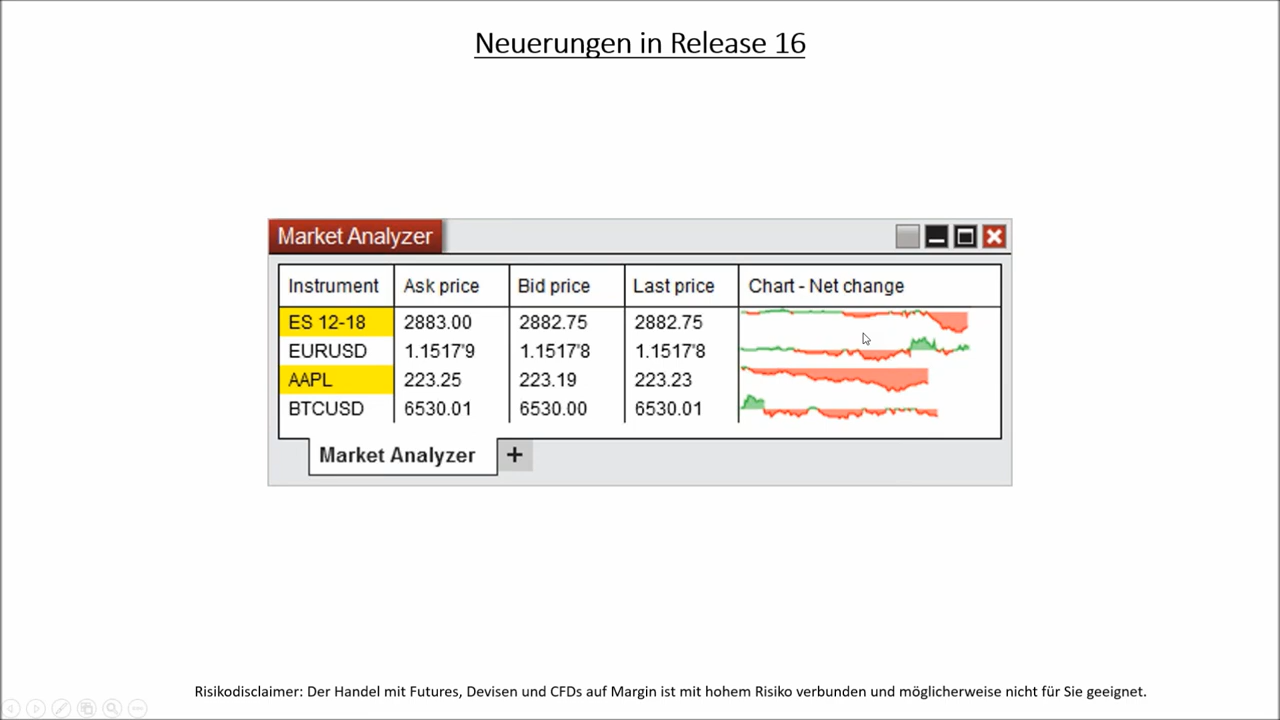 Neuerungen in Release 16
Market Analyzer
Instrument Ask price Bid price Last price Chart - Net change
ES 12-18 2883.00 2882.75 2882.75
EURUSD 1.1517'9 1.1517'8 1.1517'8
AAPL 223.25 223.19 223.23
BTCUSD 6530.01 6530.00 6530.01
Market Analyzer +
Risikodisclaimer: Der Handel mit Futures, Devisen und CFDs auf Margin ist mit hohem Risiko verbunden und möglicherweise nicht für Sie geeignet.